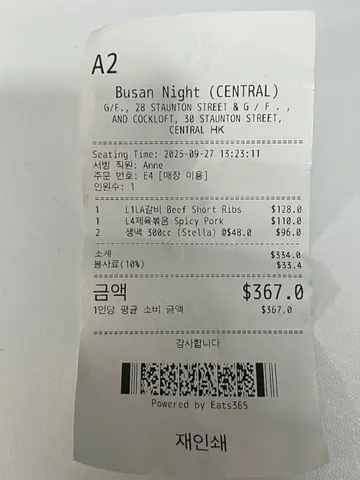 A2
Busan Night (CENTRAL)
G/F., 28 STAUNTON STREET & G / F . ,
AND COCKLOFT, 30 STAUNTON STREET,
CENTRAL HK
Seating Time: 2025-09-27 13:23:11
서빙 직원: Anne
주문 번호: E4 [매장 이용]
인원수: 1
1 L1LA갈비 Beef Short Ribs $128.0
1 L4제육볶음 Spicy Pork $110.0
2 생맥 300cc (Stella) @$48.0 $96.0
소계 $334.0
봉사료(10%) $33.4
금액 $367.0
1인당 평균 소비 금액 $367.0
감사합니다
Powered by Eats365
재인쇄